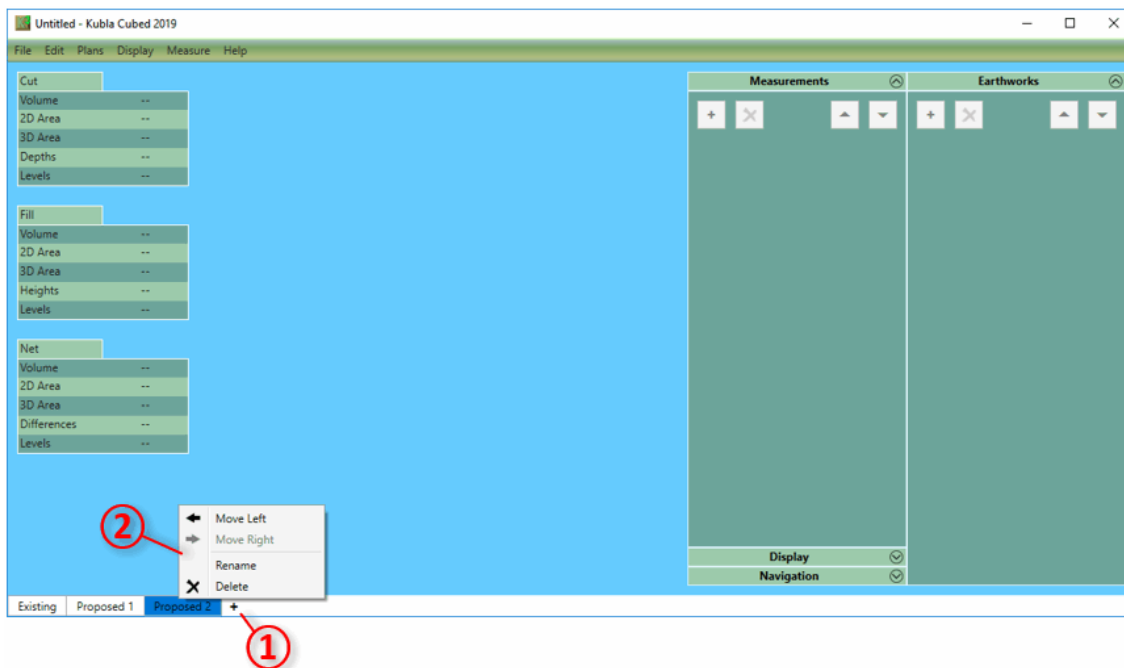 Untitled - Kubla Cubed 2019
File Edit Plans Display Measure Help
Cut
Volume --
2D Area --
3D Area --
Depths --
Levels --
Fill
Volume --
2D Area --
3D Area --
Heights --
Levels --
Net
Volume --
2D Area --
3D Area --
Differences --
Levels --
Measurements
Earthworks
Display
Navigation
2
Move Left
Move Right
Rename
Delete
Existing Proposed 1 Proposed 2 +
1